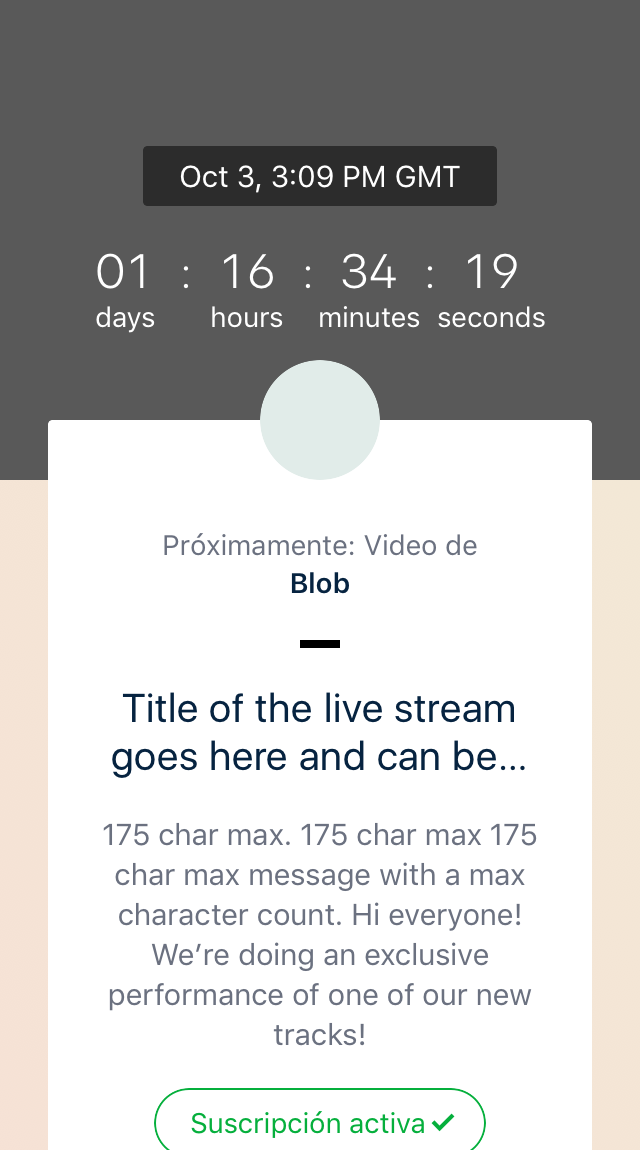 Oct 3, 3:09 PM GMT
01 : 16 : 34 : 19
days hours minutes seconds
Próximamente: Video de
Blob
Title of the live stream
goes here and can be...
175 char max. 175 char max 175
char max message with a max
character count. Hi everyone!
We’re doing an exclusive
performance of one of our new
tracks!
Suscripción activa